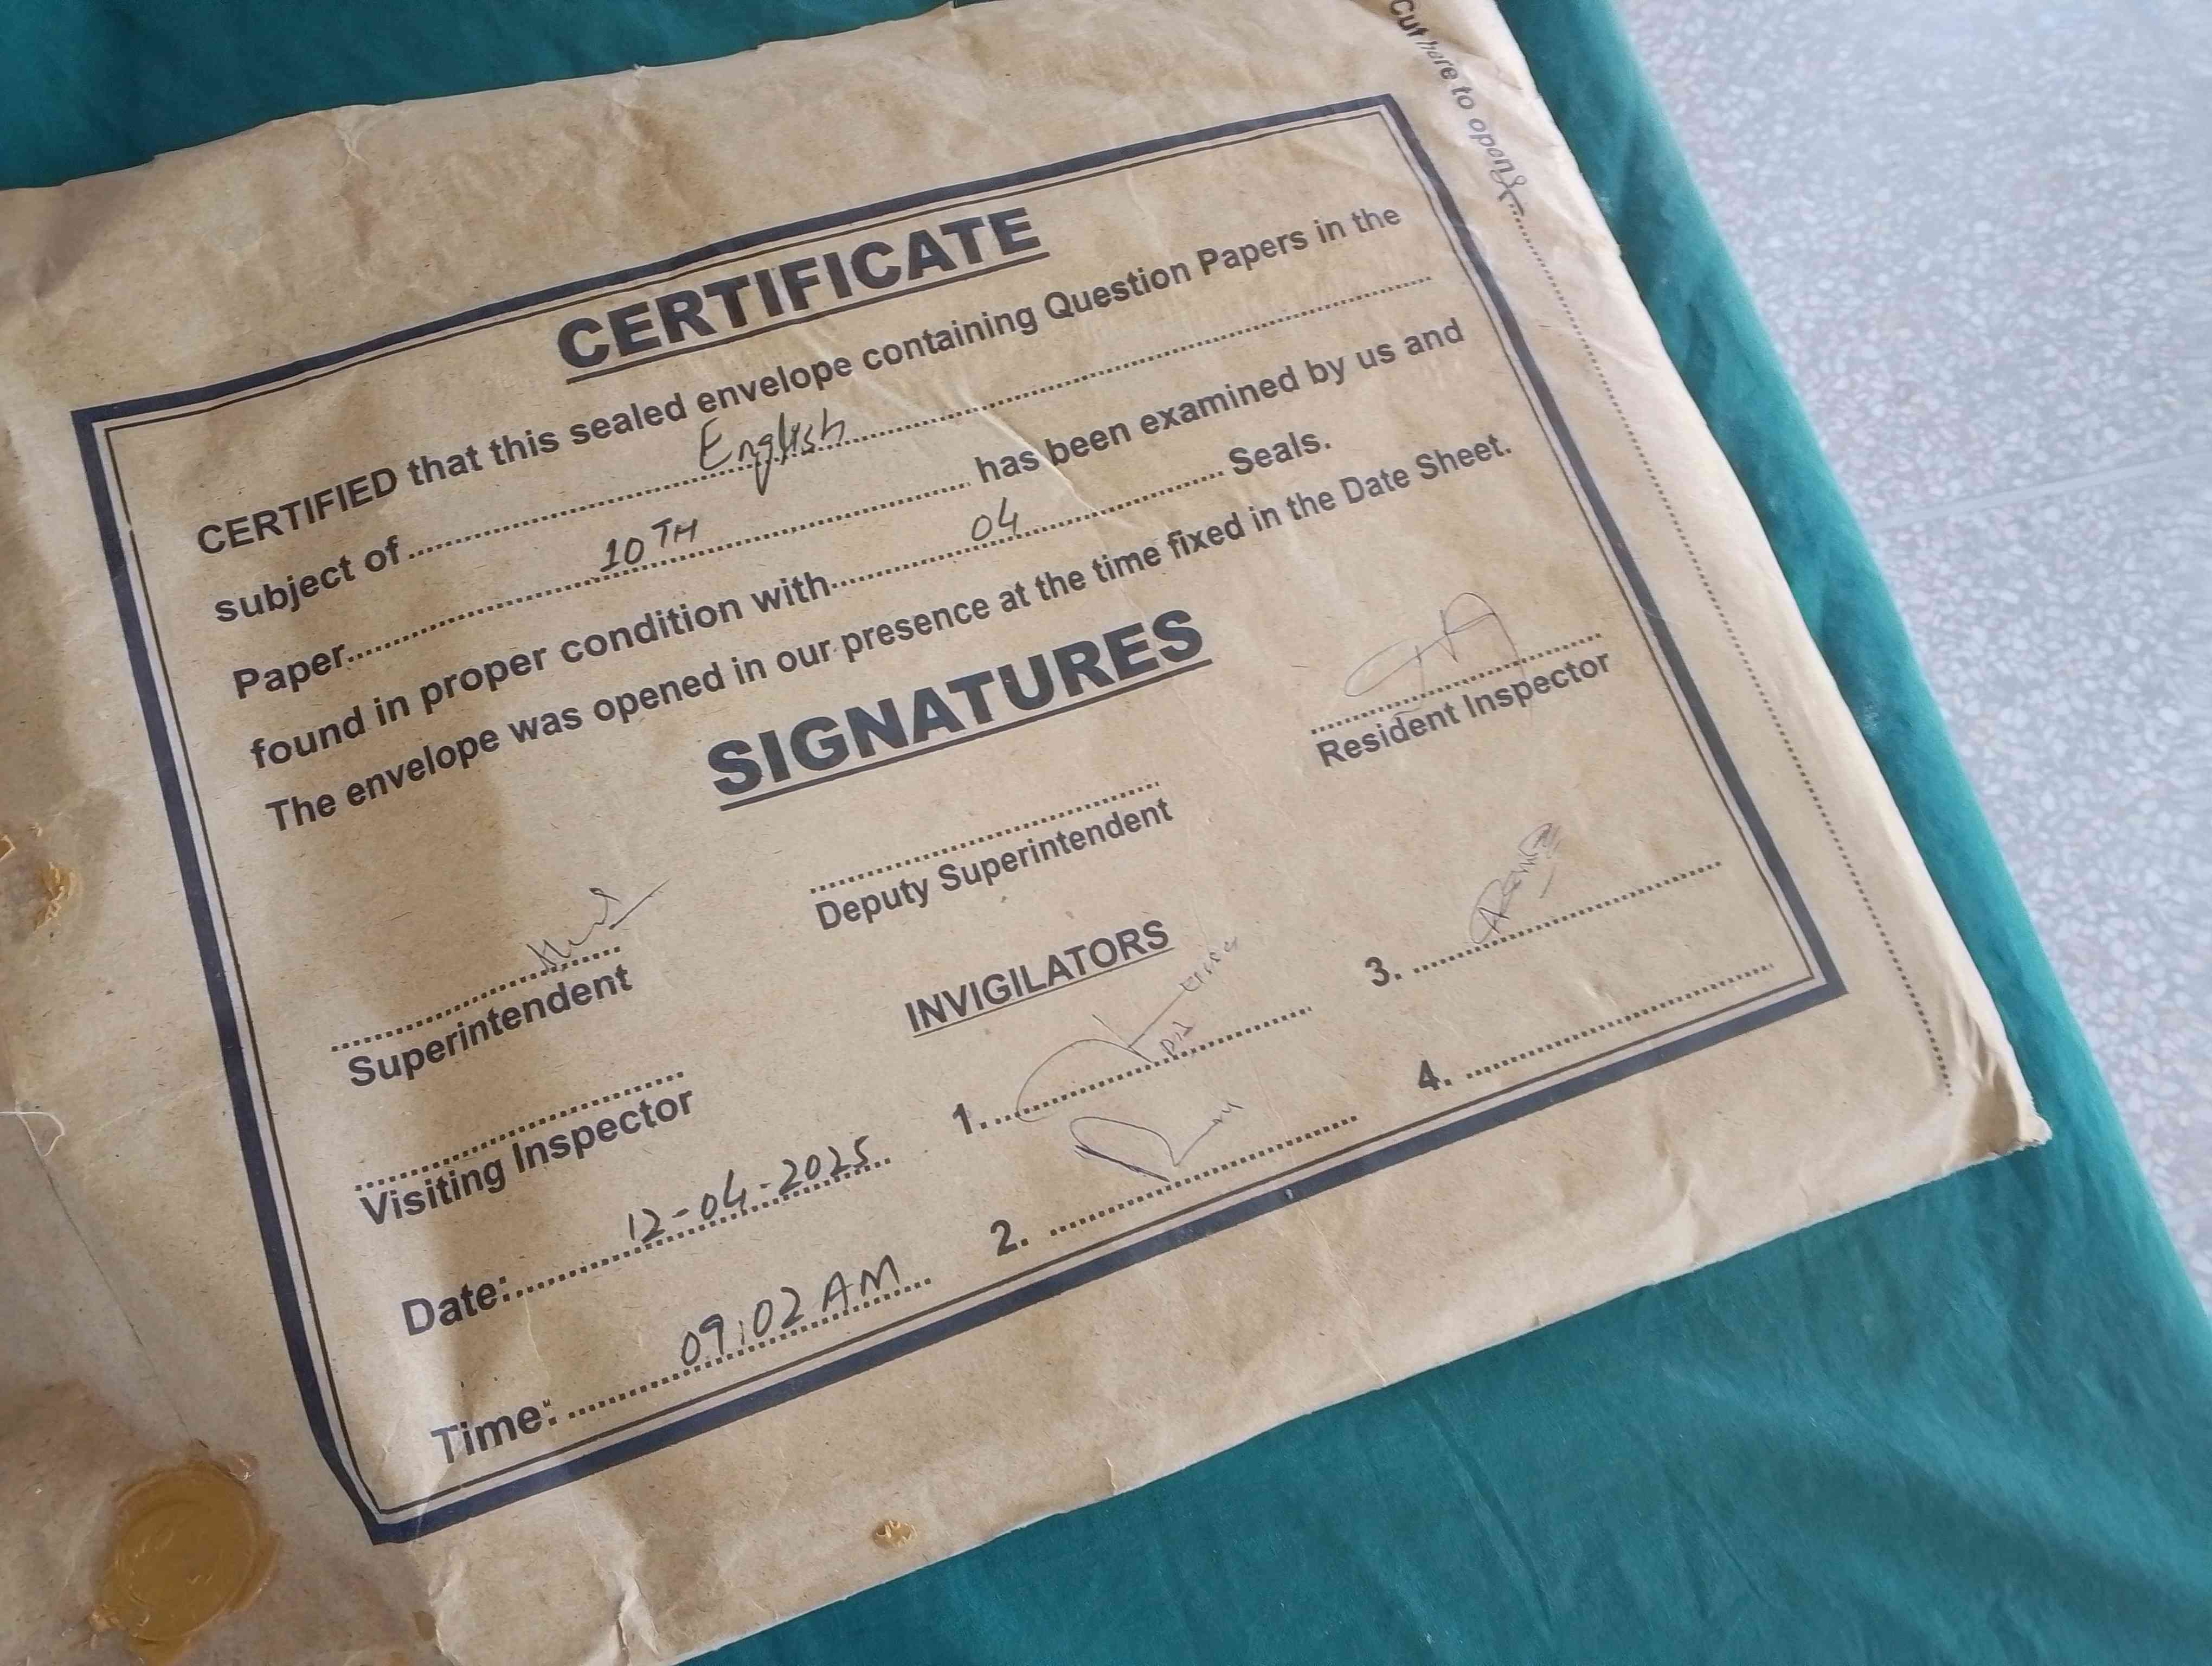 Cut here to open
CERTIFICATE
CERTIFIED that this sealed envelope containing Question Papers in the
subject of English
Paper 10TH has been examined by us and
found in proper condition with 04 Seals.
The envelope was opened in our presence at the time fixed in the Date Sheet.
SIGNATURES
Superintendent
Deputy Superintendent
Resident Inspector
Visiting Inspector
INVIGILATORS
1.
2.
3.
4.
Date: 12-04-2025
Time: 09:02 AM